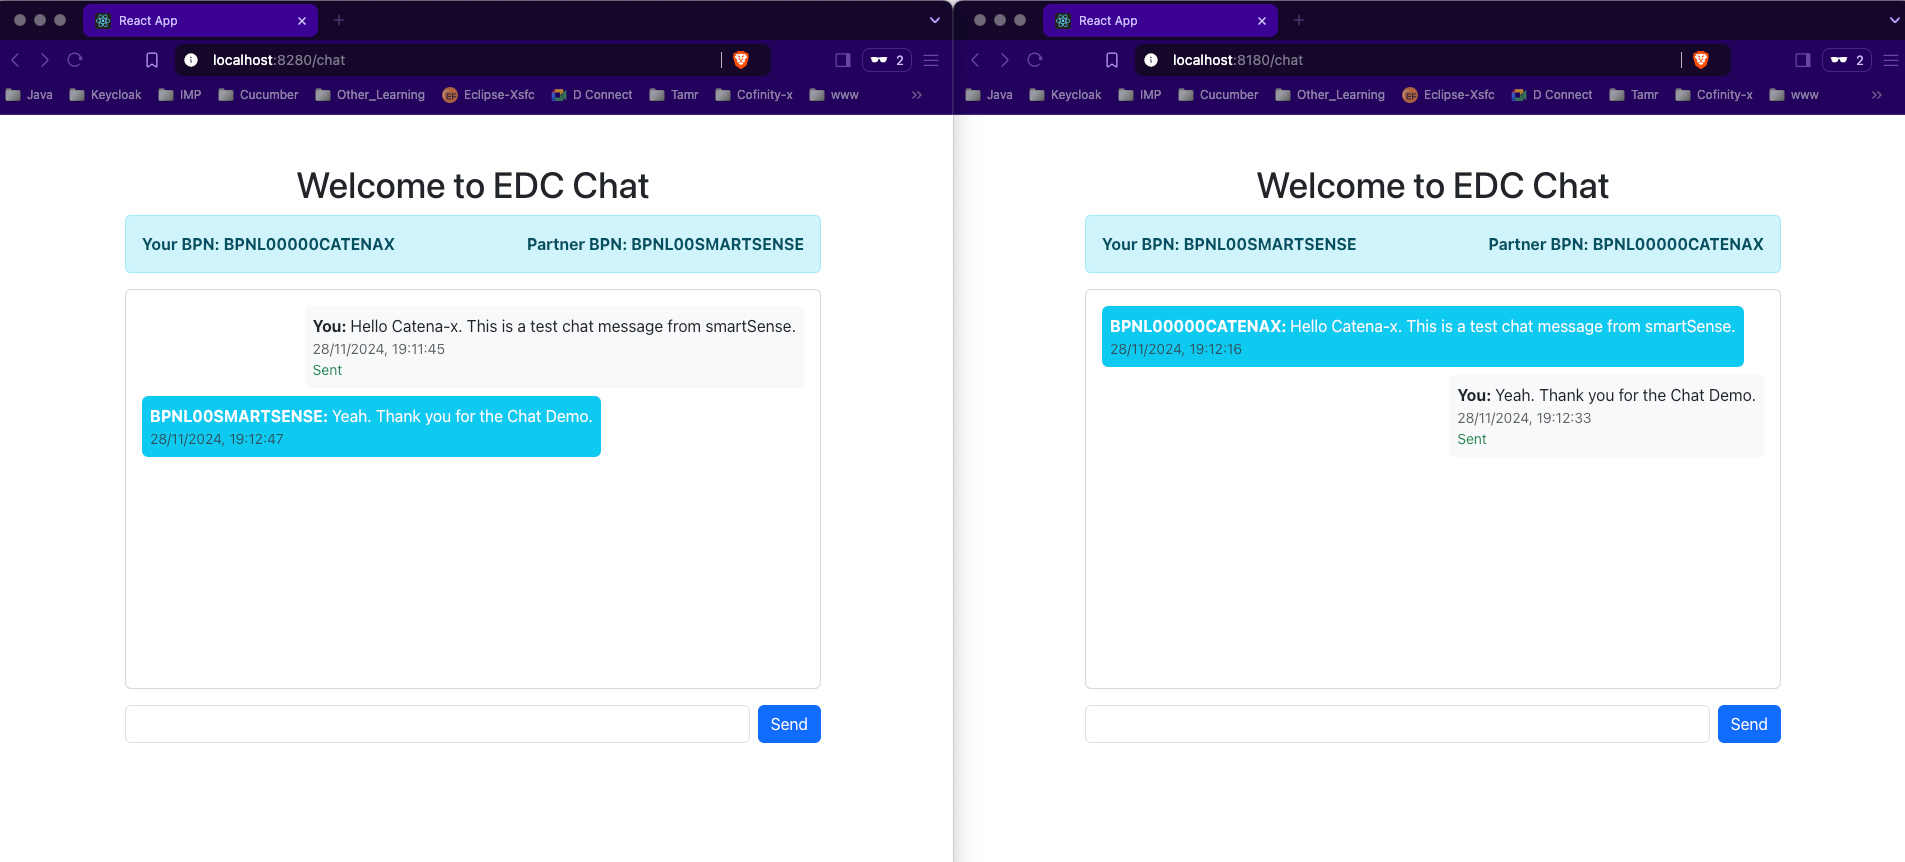 React App
localhost:8280/chat
2
Java Keycloak IMP Cucumber Other_Learning Eclipse-Xsfc D Connect Tamr Cofinity-x www
Welcome to EDC Chat
Your BPN: BPNL00000CATENAX Partner BPN: BPNL00SMARTSENSE
You: Hello Catena-x. This is a test chat message from smartSense.
28/11/2024, 19:11:45
Sent
BPNL00SMARTSENSE: Yeah. Thank you for the Chat Demo.
28/11/2024, 19:12:47
Send
React App
localhost:8180/chat
2
Java Keycloak IMP Cucumber Other_Learning Eclipse-Xsfc D Connect Tamr Cofinity-x www
Welcome to EDC Chat
Your BPN: BPNL00SMARTSENSE Partner BPN: BPNL00000CATENAX
BPNL00000CATENAX: Hello Catena-x. This is a test chat message from smartSense.
28/11/2024, 19:12:16
You: Yeah. Thank you for the Chat Demo.
28/11/2024, 19:12:33
Sent
Send